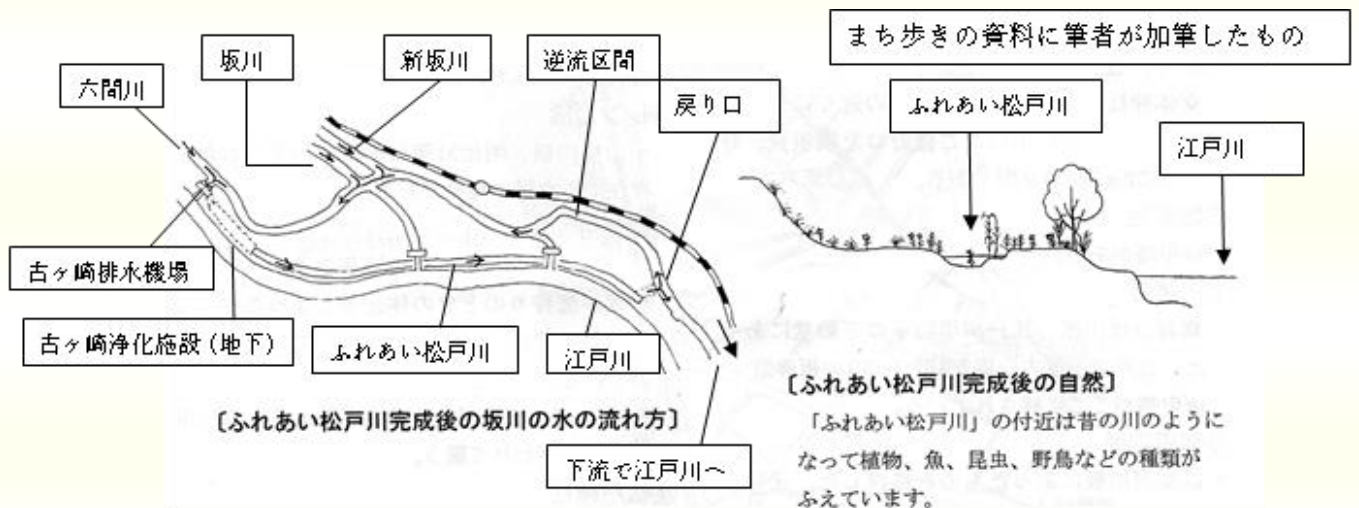 まち歩きの資料に筆者が加筆したもの
坂川
新坂川
逆流区間
六間川
戻り口
ふれあい松戸川
江戸川
古ヶ崎排水機場
古ヶ崎浄化施設(地下)
ふれあい松戸川
江戸川
〔ふれあい松戸川完成後の坂川の水の流れ方〕
下流で江戸川へ
〔ふれあい松戸川完成後の自然〕
「ふれあい松戸川」の付近は昔の川のように
なって植物、魚、昆虫、野鳥などの種類が
ふえています。